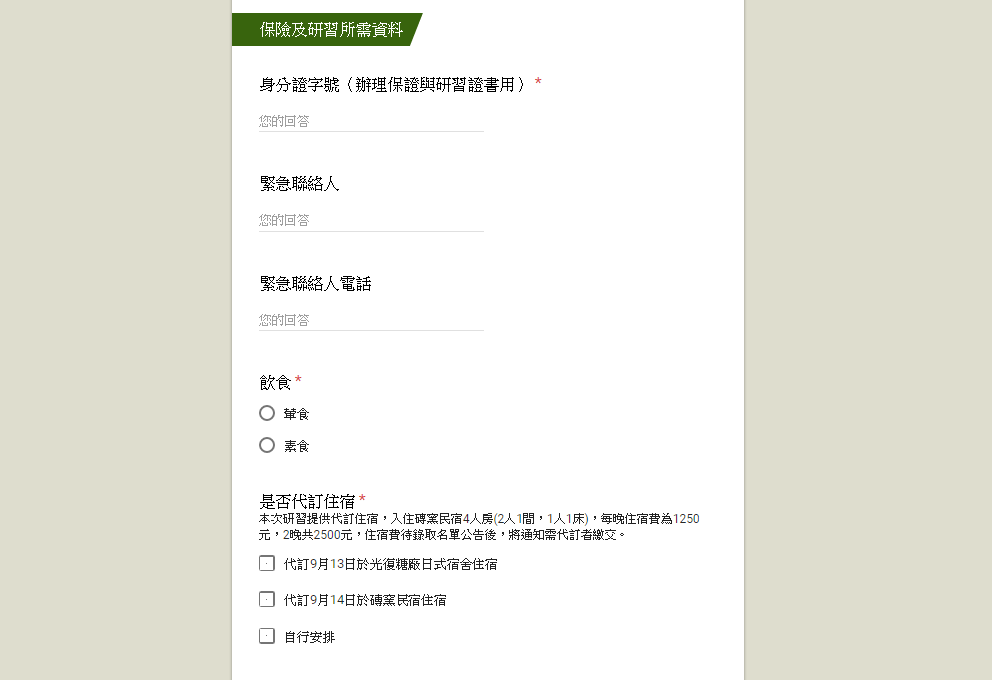 保險及研習所需資料
身分證字號（辦理保證與研習證書用） *
您的回答
緊急聯絡人
您的回答
緊急聯絡人電話
您的回答
飲食 *
葷食
素食
是否代訂住宿 *
本次研習提供代訂住宿，入住磚窯民宿4人房(2人1間，1人1床)，每晚住宿費為1250
元，2晚共2500元，住宿費待錄取名單公告後，將通知需代訂者繳交。
代訂9月13日於光復糖廠日式宿舍住宿
代訂9月14日於磚窯民宿住宿
自行安排